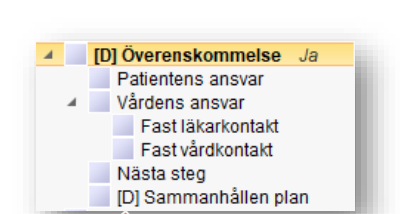 [D] Överenskommelse Ja
Patientens ansvar
Vårdens ansvar
Fast läkarkontakt
Fast vårdkontakt
Nästa steg
[D] Sammanhållen plan